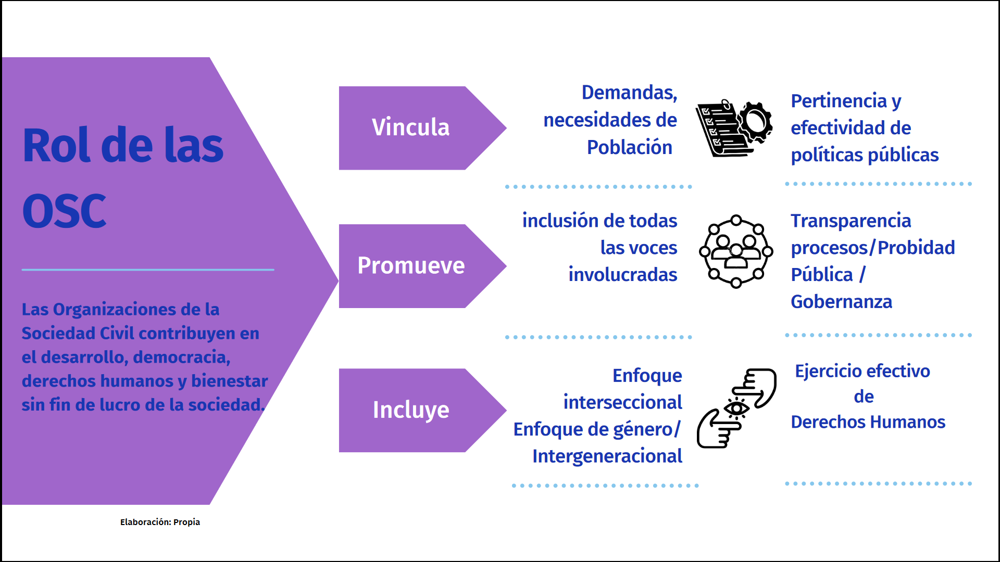 Rol de las
OSC
Las Organizaciones de la
Sociedad Civil contribuyen en
el desarrollo, democracia,
derechos humanos y bienestar
sin fin de lucro de la sociedad.
Vincula
Demandas,
necesidades de
Población
Pertinencia y
efectividad de
políticas públicas
Promueve
inclusión de todas
las voces
involucradas
Transparencia
procesos/Probidad
Pública /
Gobernanza
Incluye
Enfoque
interseccional
Enfoque de género/
Intergeneracional
Ejercicio efectivo
de
Derechos Humanos
Elaboración: Propia